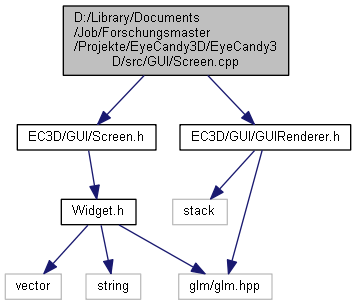 D:/Library/Documents
/Job/Forschungsmaster
/Projekte/EyeCandy3D/EyeCandy3
D/src/GUI/Screen.cpp
EC3D/GUI/Screen.h
EC3D/GUI/GUIRenderer.h
Widget.h
stack
vector
string
glm/glm.hpp